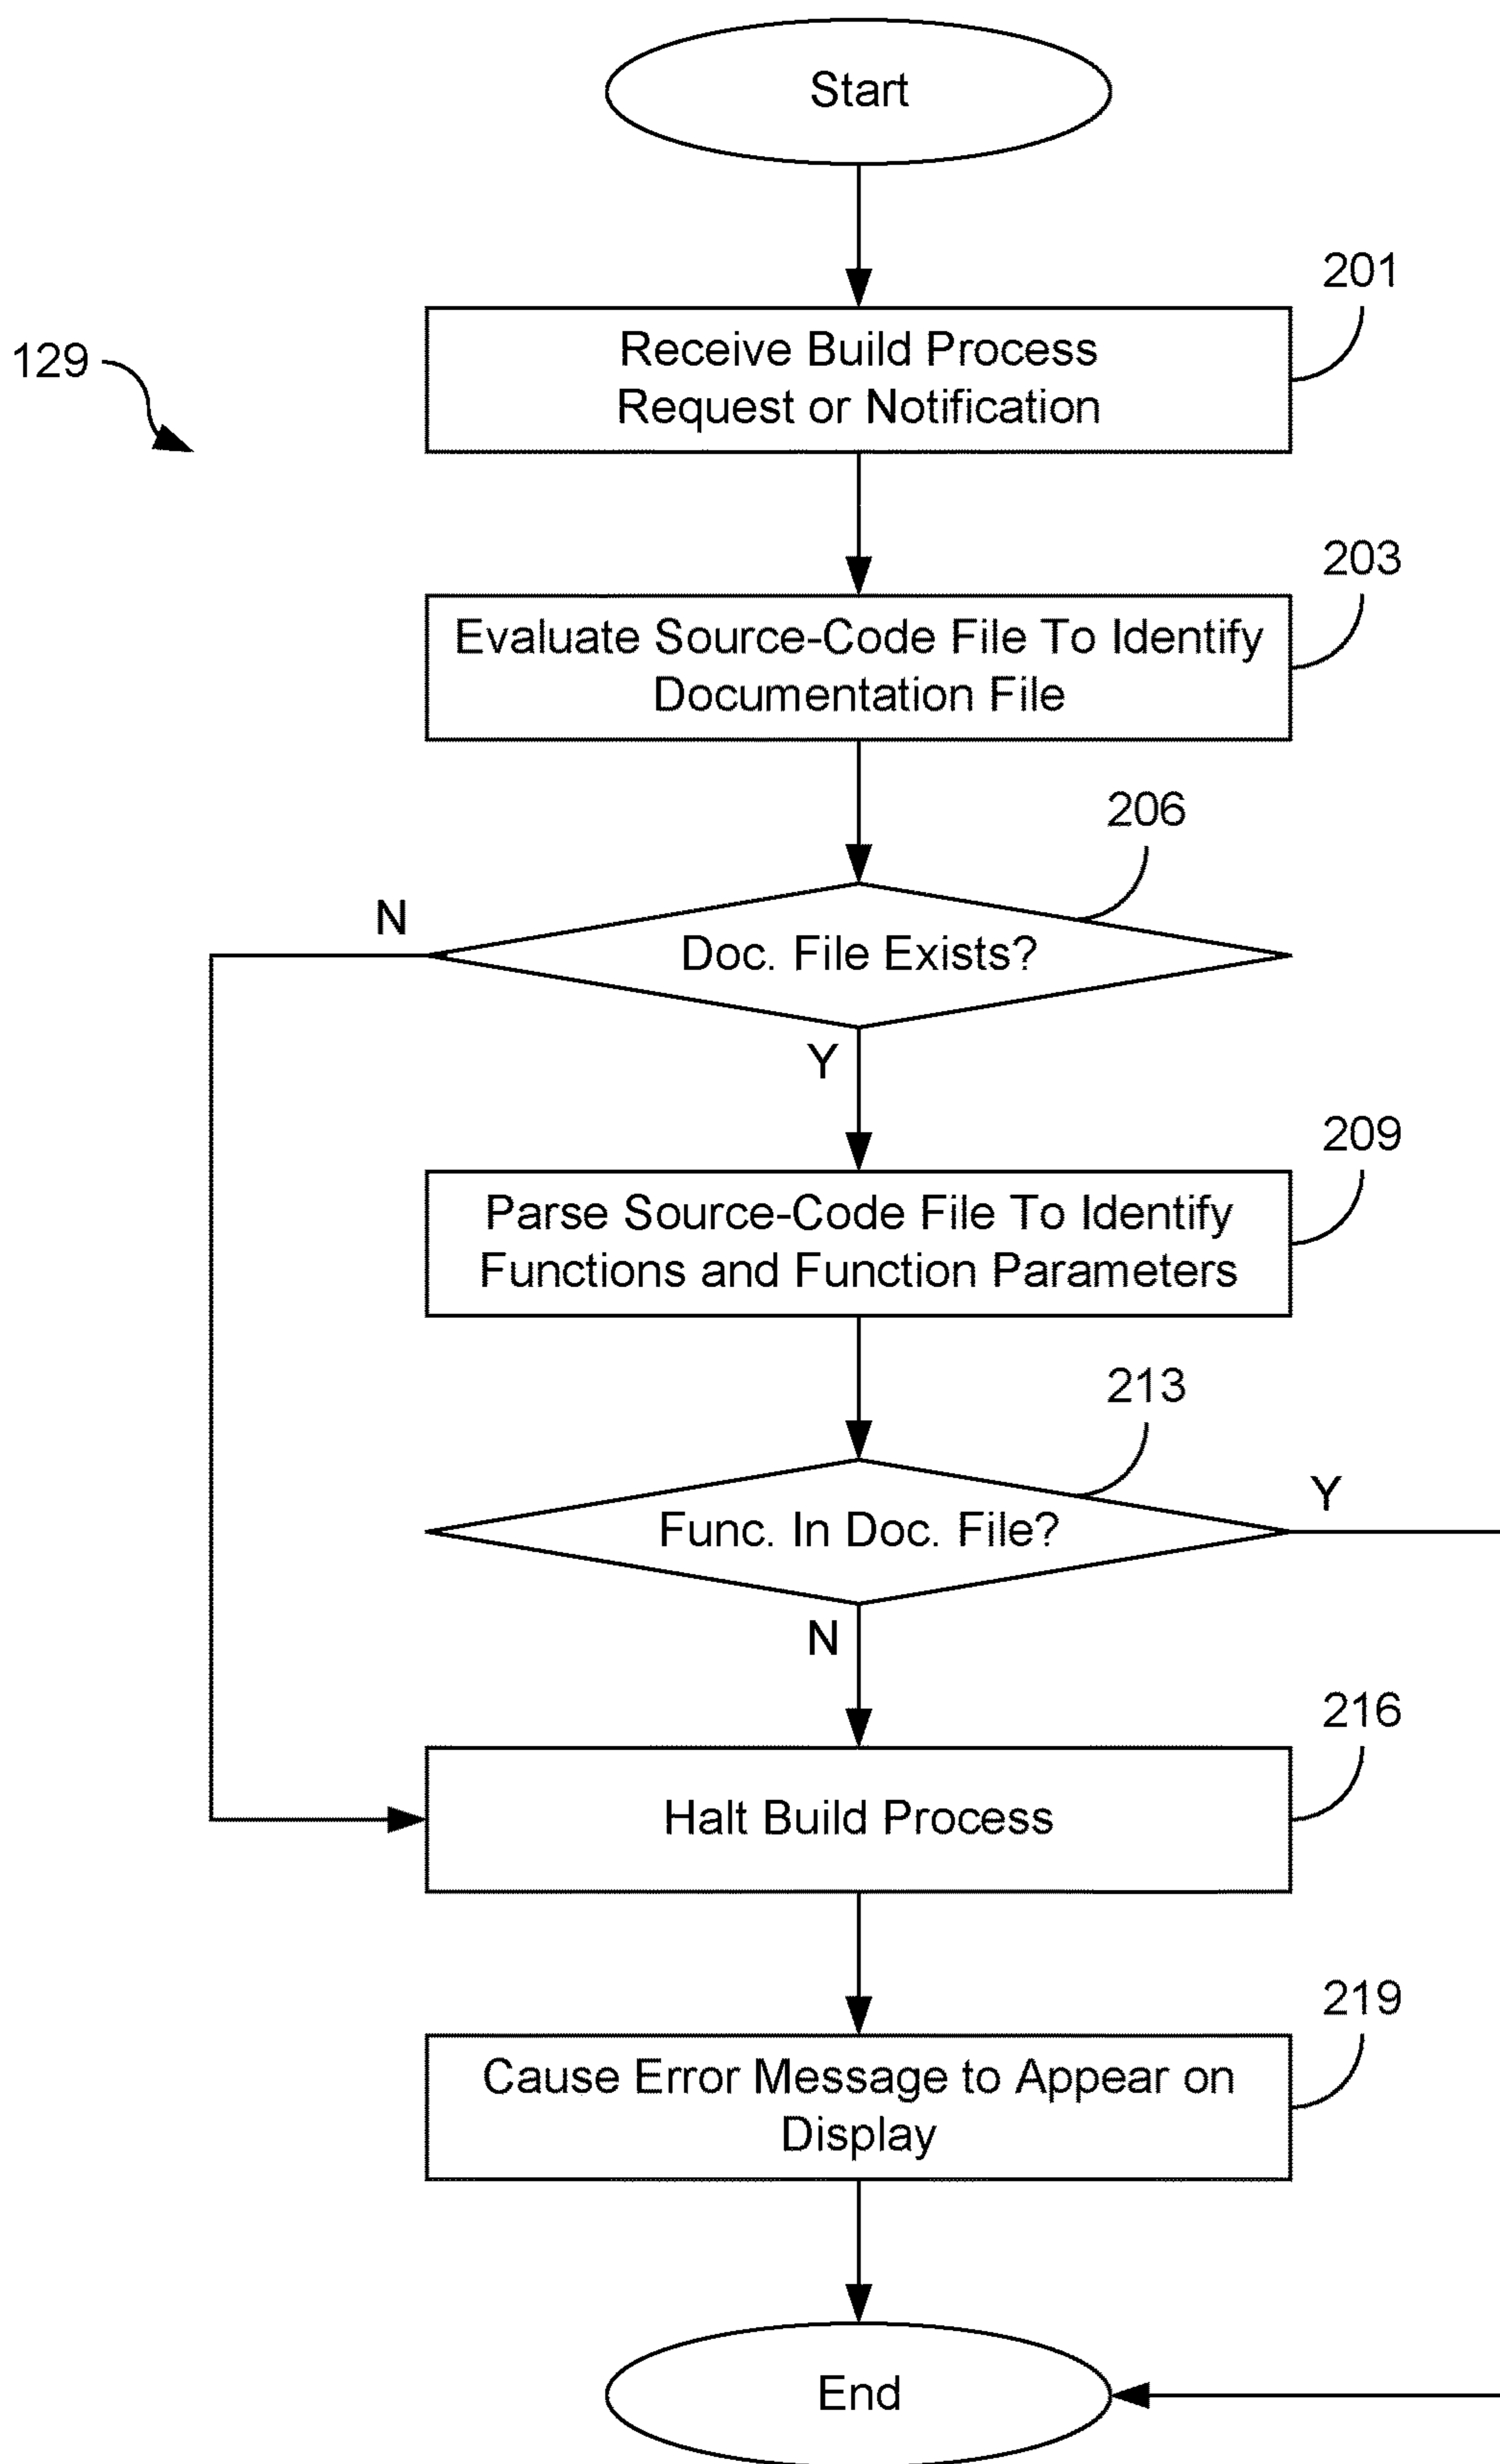 Start
201
129
Receive Build Process
Request or Notification
203
Evaluate Source-Code File To Identify
Documentation File
206
N
Doc. File Exists?
Y
209
Parse Source-Code File To Identify
Functions and Function Parameters
213
Y
Func. In Doc. File?
N
216
Halt Build Process
219
Cause Error Message to Appear on
Display
End